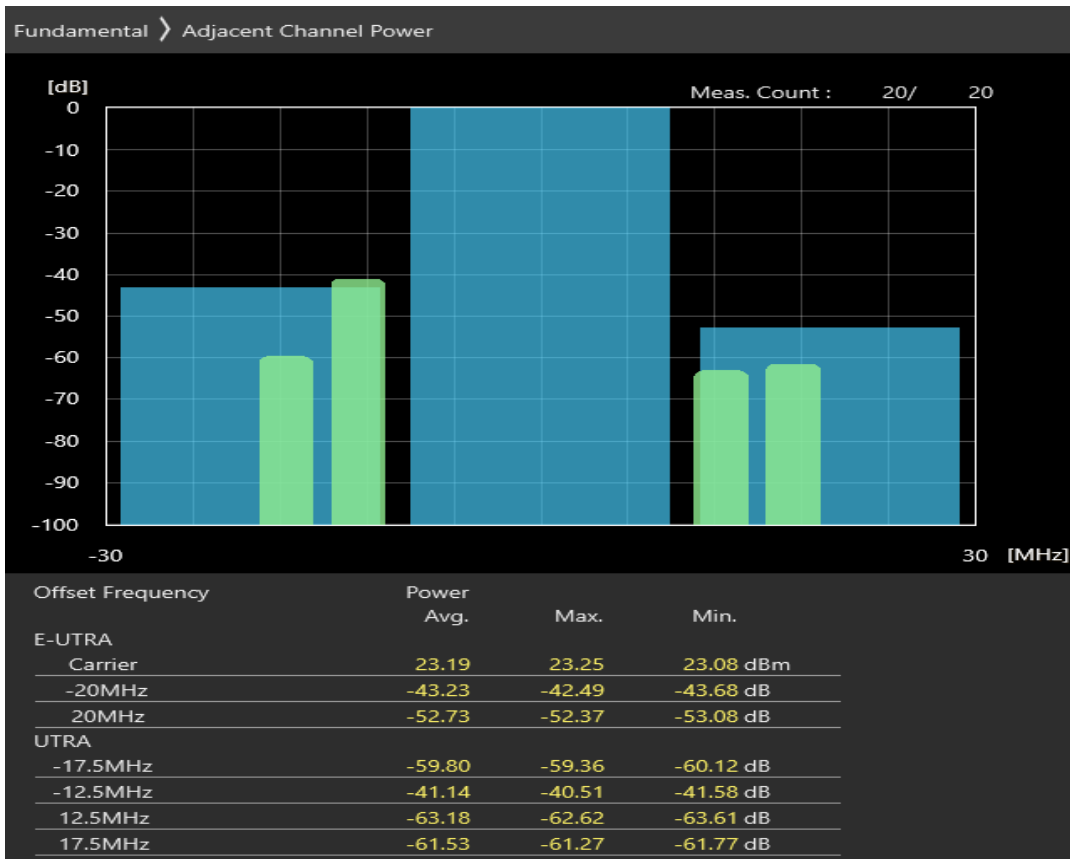 Fundamental 〉 Adjacent Channel Power
[dB]
Meas. Count : 20/ 20
0
-10
-20
-30
-40
-50
-60
-70
-80
-90
-100
-30 30 [MHz]
Offset Frequency Power
Avg. Max. Min.
E-UTRA
Carrier 23.19 23.25 23.08 dBm
-20MHz -43.23 -42.49 -43.68 dB
20MHz -52.73 -52.37 -53.08 dB
UTRA
-17.5MHz -59.80 -59.36 -60.12 dB
-12.5MHz -41.14 -40.51 -41.58 dB
12.5MHz -63.18 -62.62 -63.61 dB
17.5MHz -61.53 -61.27 -61.77 dB